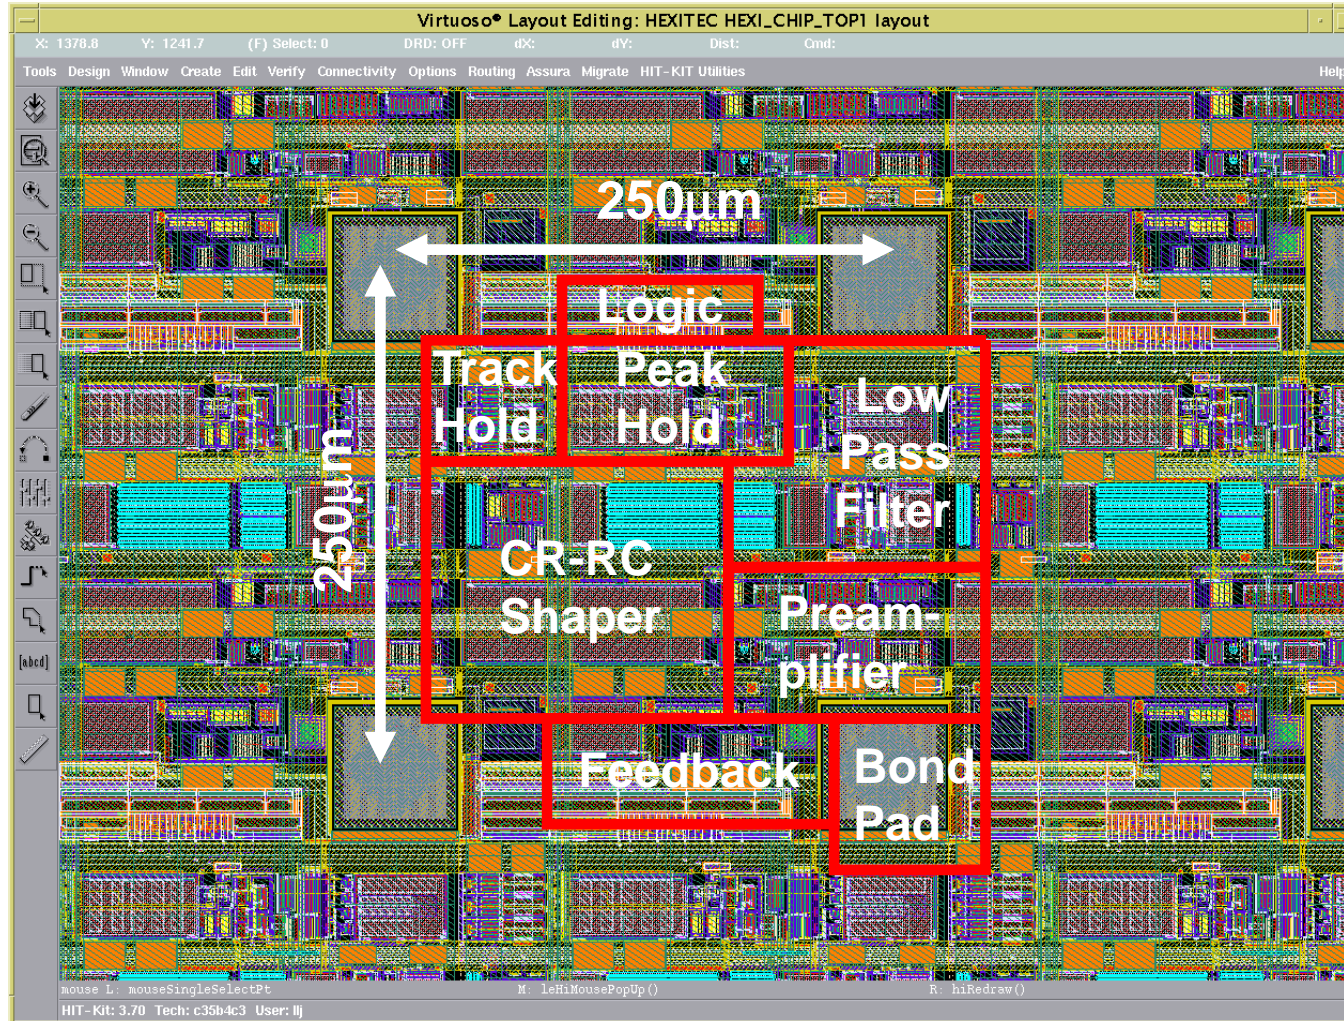 Virtuoso® Layout Editing: HEXITEC HEXI_CHIP_TOP1 layout
X: 1378.8 Y: 1241.7 (F) Select: 0 DRD: OFF dX: dY: Dist: Cmd:
Tools Design Window Create Edit Verify Connectivity Options Routing Assura Migrate HIT-KIT Utilities Help
[abcd]
250μm
250μm
Logic
Track
Hold
Peak
Hold
Low
Pass
Filter
CR-RC
Shaper
Pream-
plifier
Feedback
Bond
Pad
mouse L: mouseSingleSelectPt M: leHiMousePopUp() R: hiRedraw()
HIT-Kit: 3.70 Tech: c35b4c3 User: llj